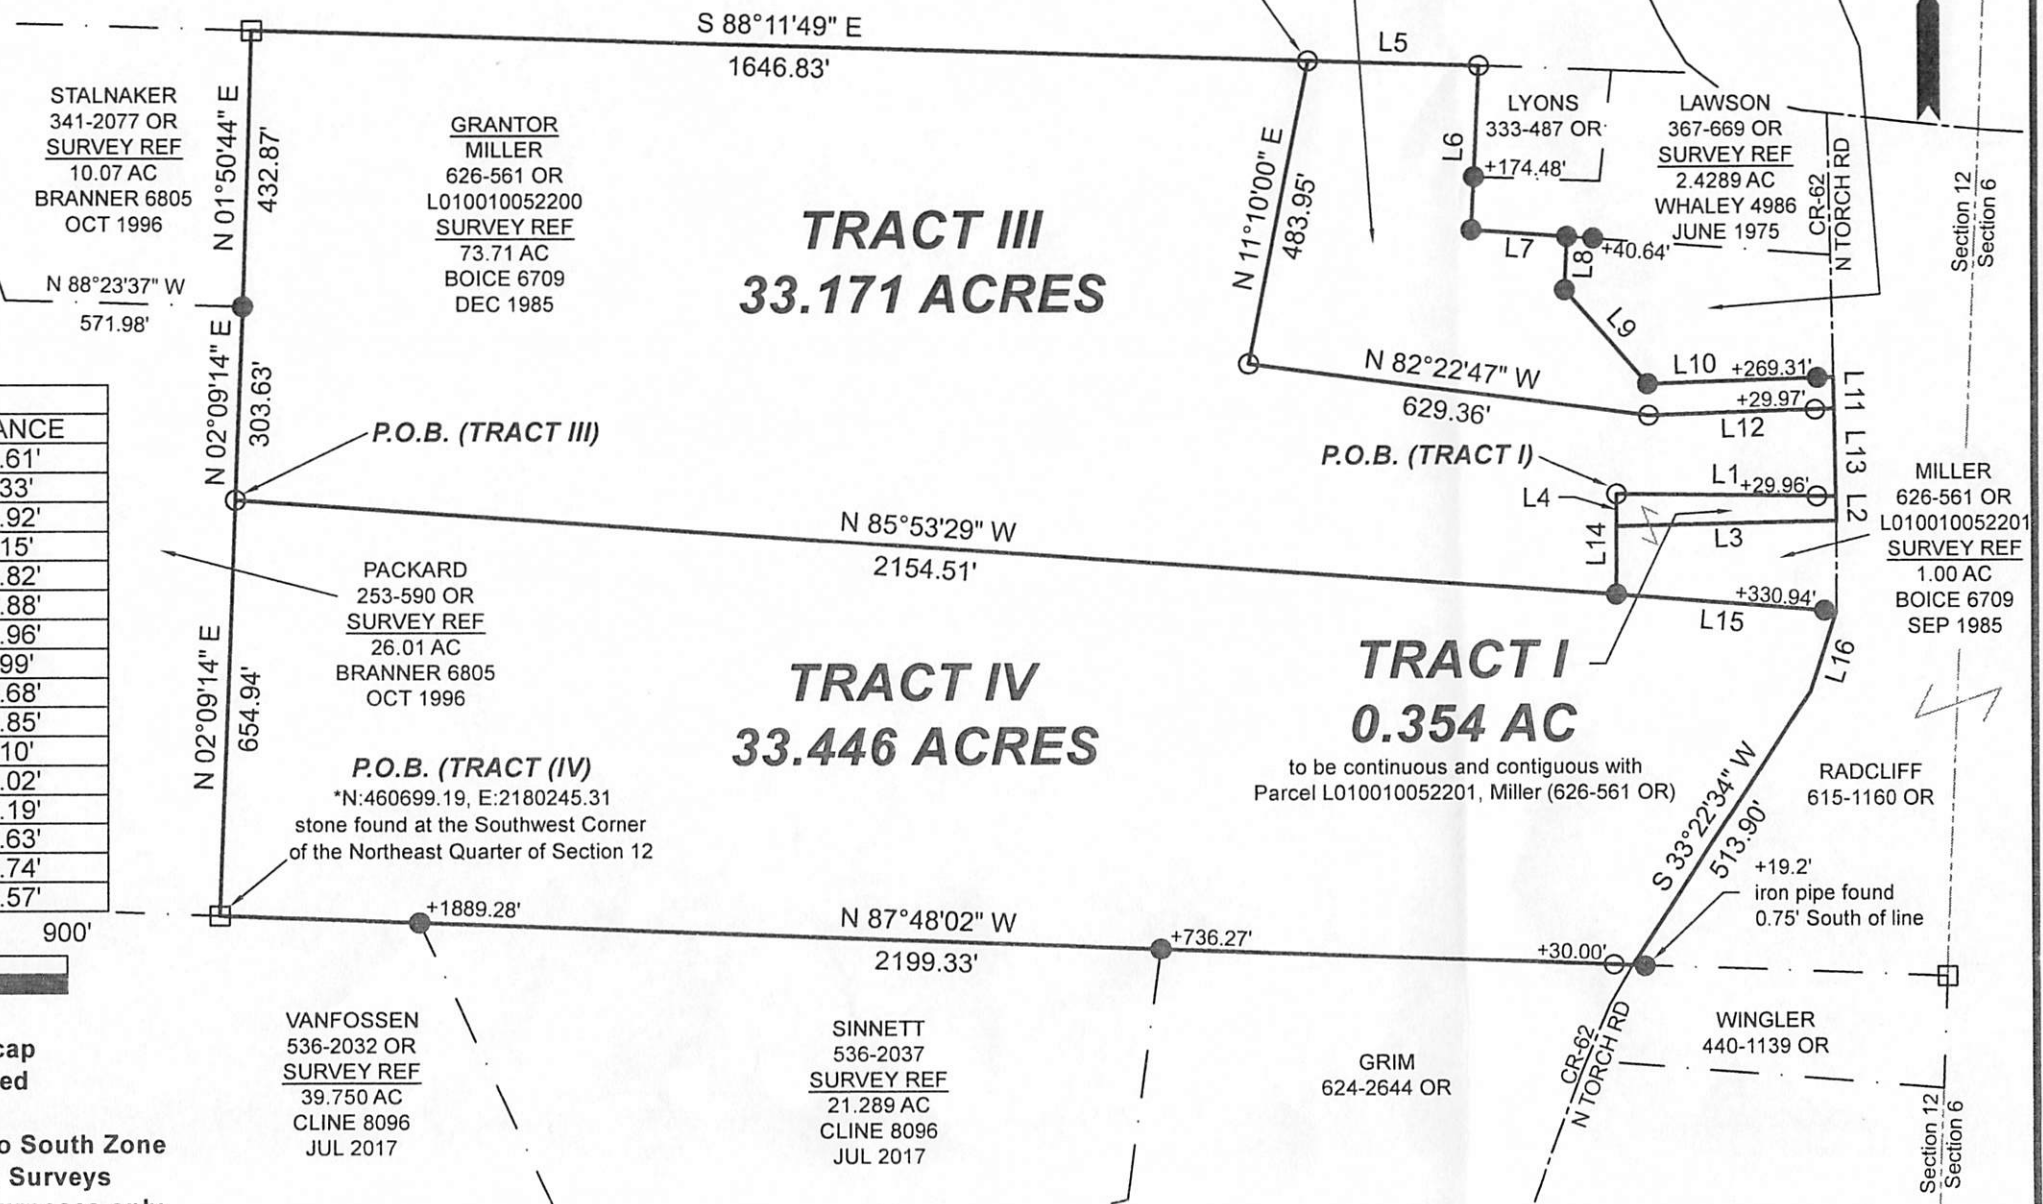 S 88°11'49" E
1646.83'
L5
STALNAKER
341-2077 OR
SURVEY REF
10.07 AC
BRANNER 6805
OCT 1996
N 01°50'44" E
432.87'
GRANTOR
MILLER
626-561 OR
L010010052200
SURVEY REF
73.71 AC
BOICE 6709
DEC 1985
TRACT III
33.171 ACRES
N 11°10'00" E
483.95'
L6
LYONS
333-487 OR
+174.48'
LAWSON
367-669 OR
SURVEY REF
2.4289 AC
WHALEY 4986
JUNE 1975
CR-62
N TORCH RD
Section 12
Section 6
L7
L8
+40.64'
L9
N 88°23'37" W
571.98'
N 02°09'14" E
303.63'
P.O.B. (TRACT III)
N 82°22'47" W
629.36'
L10
+269.31'
L11
+29.97'
L12
L13
P.O.B. (TRACT I)
L1
+29.96'
L2
L4
L3
L14
MILLER
626-561 OR
L010010052201
SURVEY REF
1.00 AC
BOICE 6709
SEP 1985
N 85°53'29" W
2154.51'
+330.94'
L15
L16
ANCE
.61'
33'
.92'
15'
.82'
.88'
.96'
99'
.68'
.85'
10'
.02'
.19'
.63'
.74'
.57'
900'
PACKARD
253-590 OR
SURVEY REF
26.01 AC
BRANNER 6805
OCT 1996
N 02°09'14" E
654.94'
TRACT IV
33.446 ACRES
TRACT I
0.354 AC
to be continuous and contiguous with
Parcel L010010052201, Miller (626-561 OR)
RADCLIFF
615-1160 OR
P.O.B. (TRACT (IV)
*N:460699.19, E:2180245.31
stone found at the Southwest Corner
of the Northeast Quarter of Section 12
S 33°22'34" W
513.90'
+19.2'
iron pipe found
0.75' South of line
+1889.28'
N 87°48'02" W
2199.33'
+736.27'
+30.00'
VANFOSSEN
536-2032 OR
SURVEY REF
39.750 AC
CLINE 8096
JUL 2017
SINNETT
536-2037
SURVEY REF
21.289 AC
CLINE 8096
JUL 2017
GRIM
624-2644 OR
CR-62
N TORCH RD
WINGLER
440-1139 OR
Section 12
Section 6
cap
ed
o South Zone
Surveys